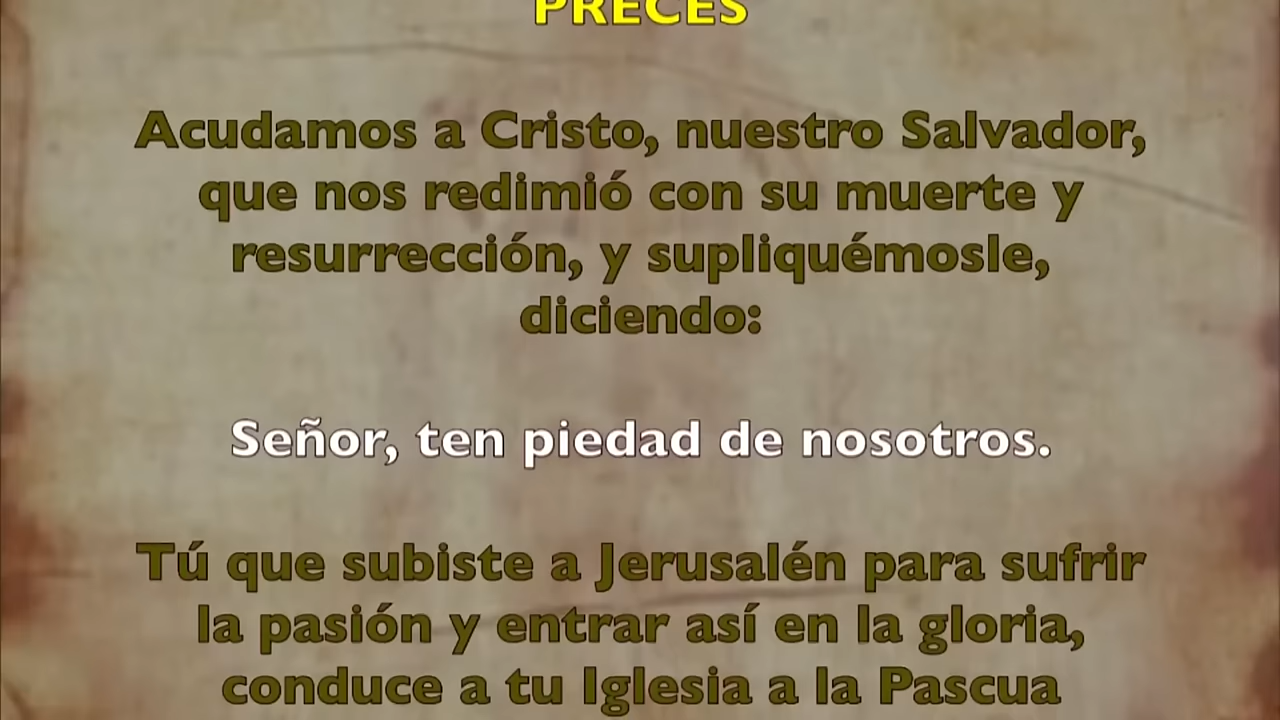 PRECES
Acudamos a Cristo, nuestro Salvador,
que nos redimió con su muerte y
resurrección, y supliquémosle,
diciendo:
Señor, ten piedad de nosotros.
Tú que subiste a Jerusalén para sufrir
la pasión y entrar así en la gloria,
conduce a tu Iglesia a la Pascua